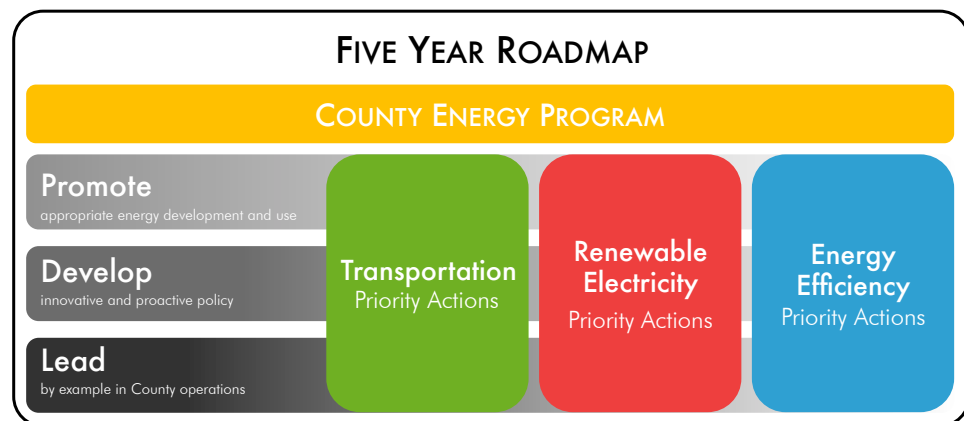 FIVE YEAR ROADMAP
COUNTY ENERGY PROGRAM
Promote
appropriate energy development and use
Develop
innovative and proactive policy
Lead
by example in County operations
Transportation
Priority Actions
Renewable
Electricity
Priority Actions
Energy
Efficiency
Priority Actions